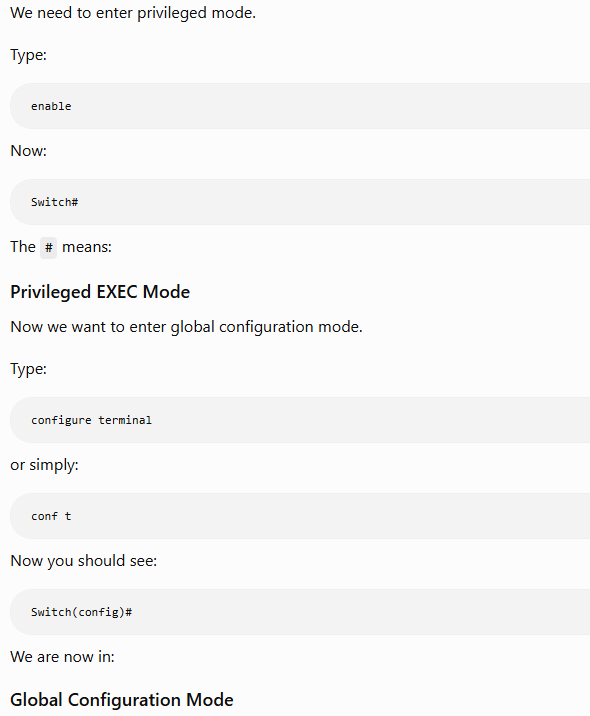 We need to enter privileged mode.
Type:
enable
Now:
Switch#
The # means:
Privileged EXEC Mode
Now we want to enter global configuration mode.
Type:
configure terminal
or simply:
conf t
Now you should see:
Switch(config)#
We are now in:
Global Configuration Mode